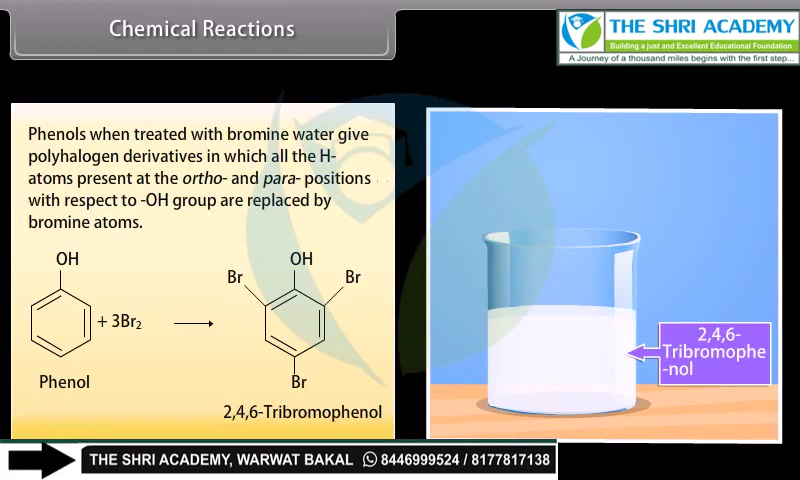 Chemical Reactions
THE SHRI ACADEMY
Building a just and Excellent Educational Foundation
A Journey of a thousand miles begins with the first step...
Phenols when treated with bromine water give
polyhalogen derivatives in which all the H-
atoms present at the ortho- and para- positions
with respect to -OH group are replaced by
bromine atoms.
OH
+ 3Br₂
Phenol
OH
Br
Br
Br
2,4,6-Tribromophenol
2,4,6-
Tribromophe
-nol
THE SHRI ACADEMY, WARWAT BAKAL 8446999524 / 8177817138